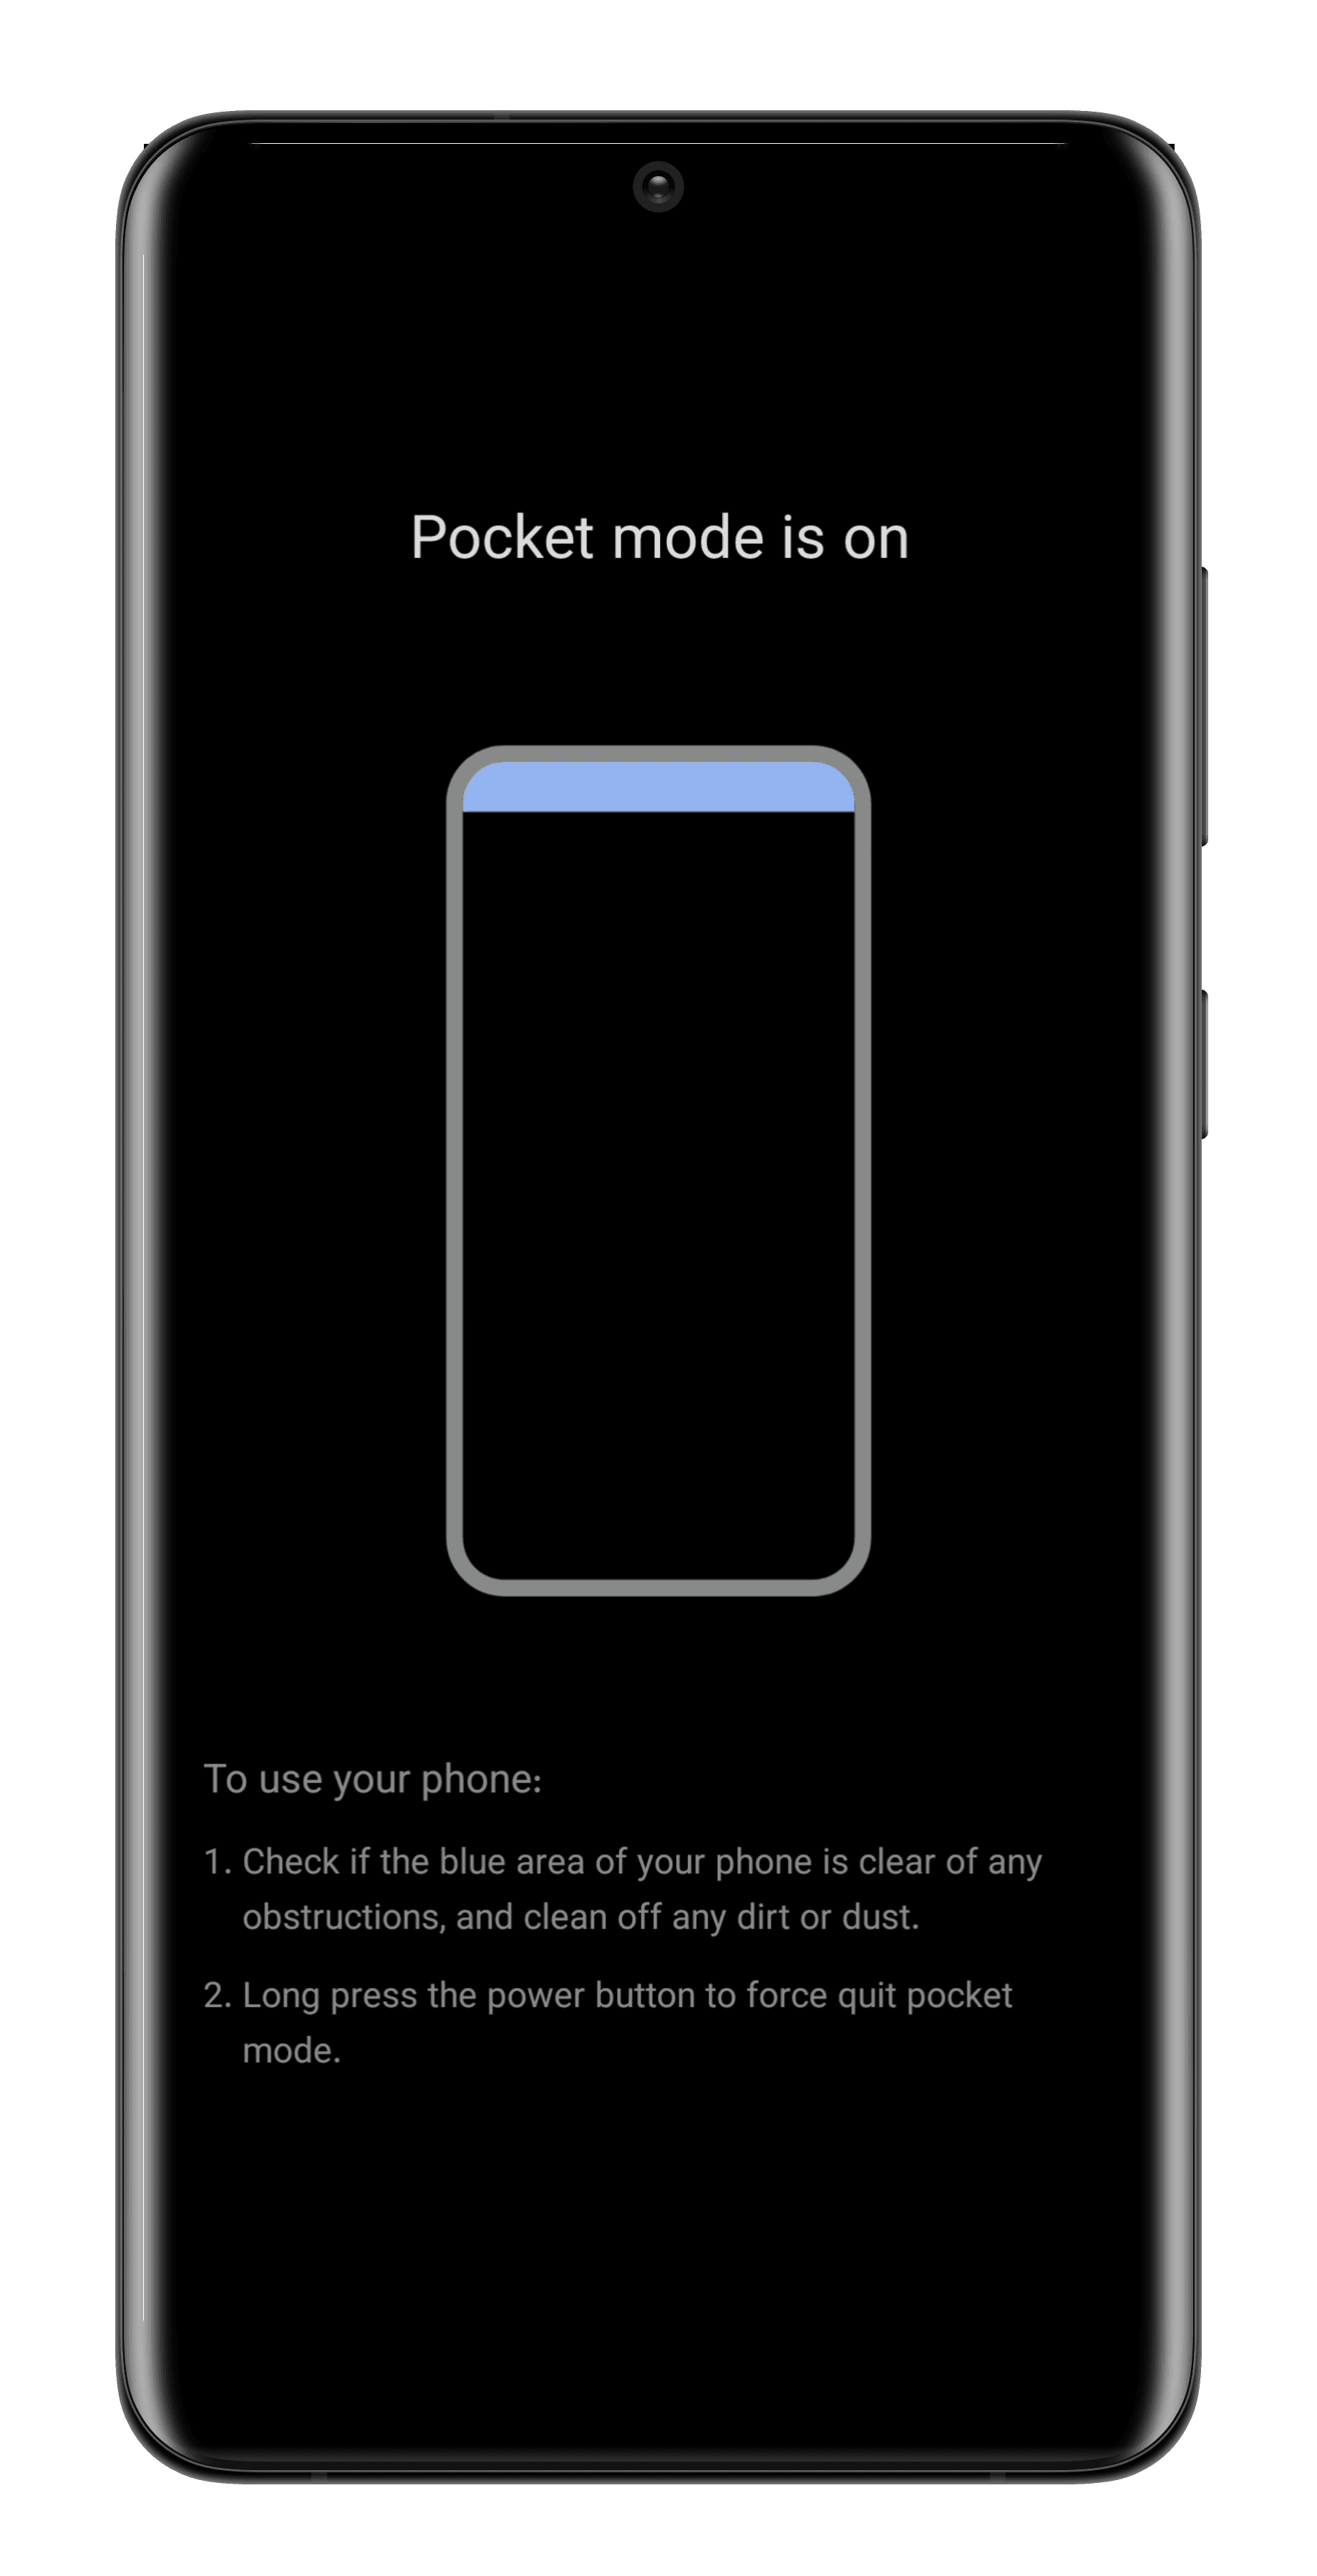 Pocket mode is on
To use your phone:
1. Check if the blue area of your phone is clear of any
obstructions, and clean off any dirt or dust.
2. Long press the power button to force quit pocket
mode.